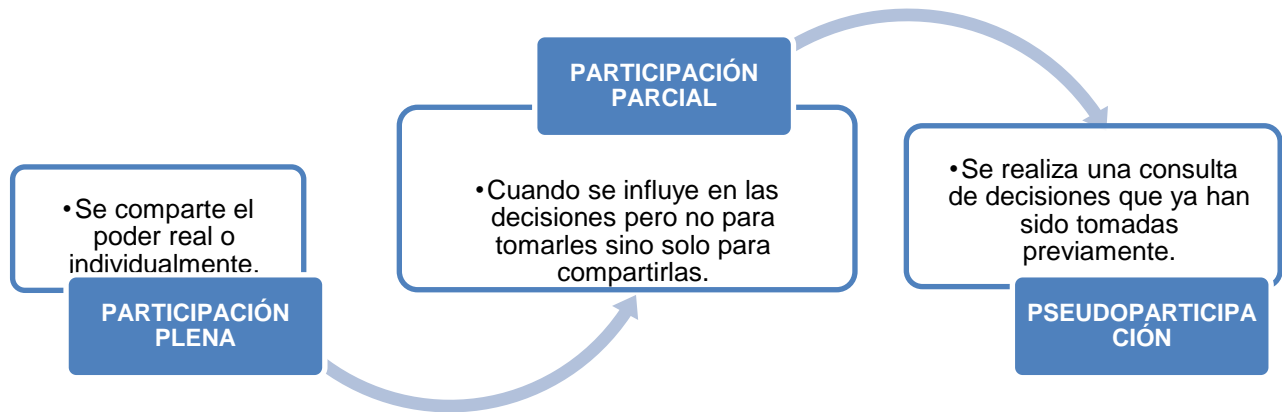 •Se comparte el
poder real o
individualmente.
PARTICIPACIÓN
PLENA
PARTICIPACIÓN
PARCIAL
•Cuando se influye en las
decisiones pero no para
tomarles sino solo para
compartirlas.
•Se realiza una consulta
de decisiones que ya han
sido tomadas
previamente.
PSEUDOPARTICIPA
CIÓN